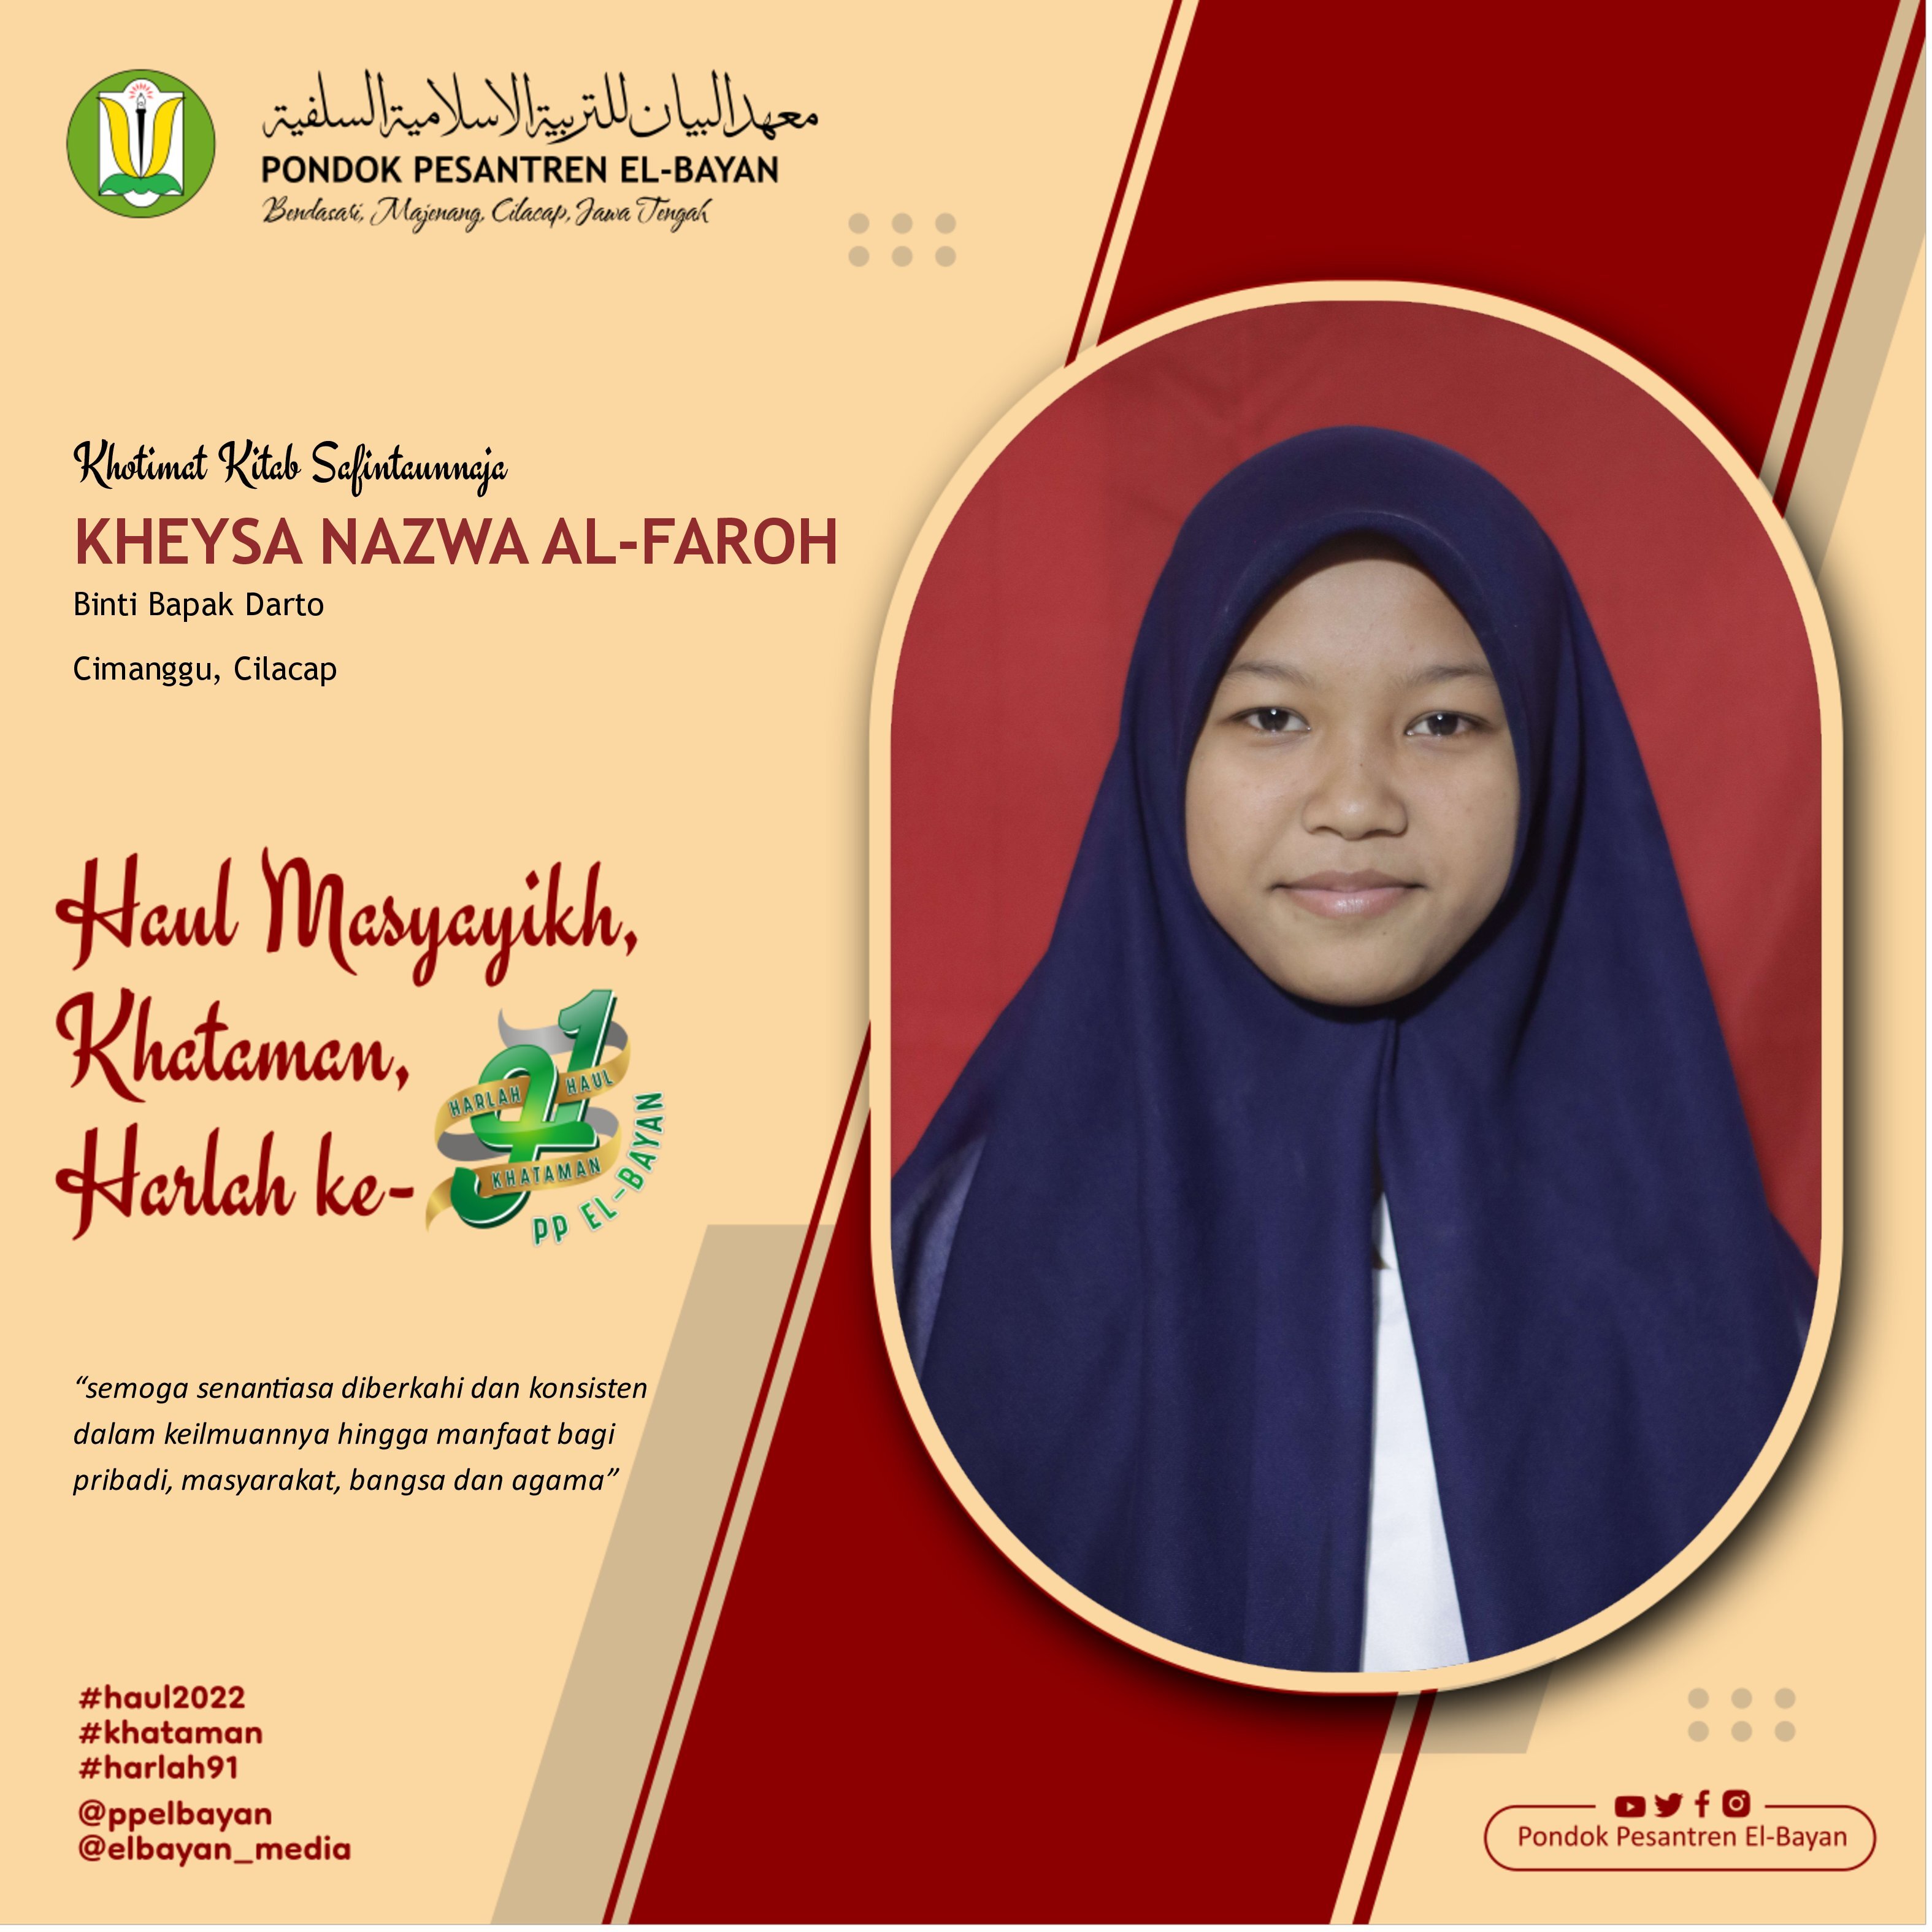 معهد البيان للتربية الاسلامية السلفية
PONDOK PESANTREN EL-BAYAN
Bendasari, Majenang, Cilacap, Jawa Tengah
Khotimat Kitab Safintaunnaja
KHEYSA NAZWA AL-FAROH
Binti Bapak Darto
Cimanggu, Cilacap
Haul Masyayikh,
Khataman,
Harlah ke-
91
HARLAH HAUL
KHATAMAN
PP EL-BAYAN
“semoga senantiasa diberkahi dan konsisten
dalam keilmuannya hingga manfaat bagi
pribadi, masyarakat, bangsa dan agama”
#haul2022
#khataman
#harlah91
@ppelbayan
@elbayan_media
Pondok Pesantren El-Bayan